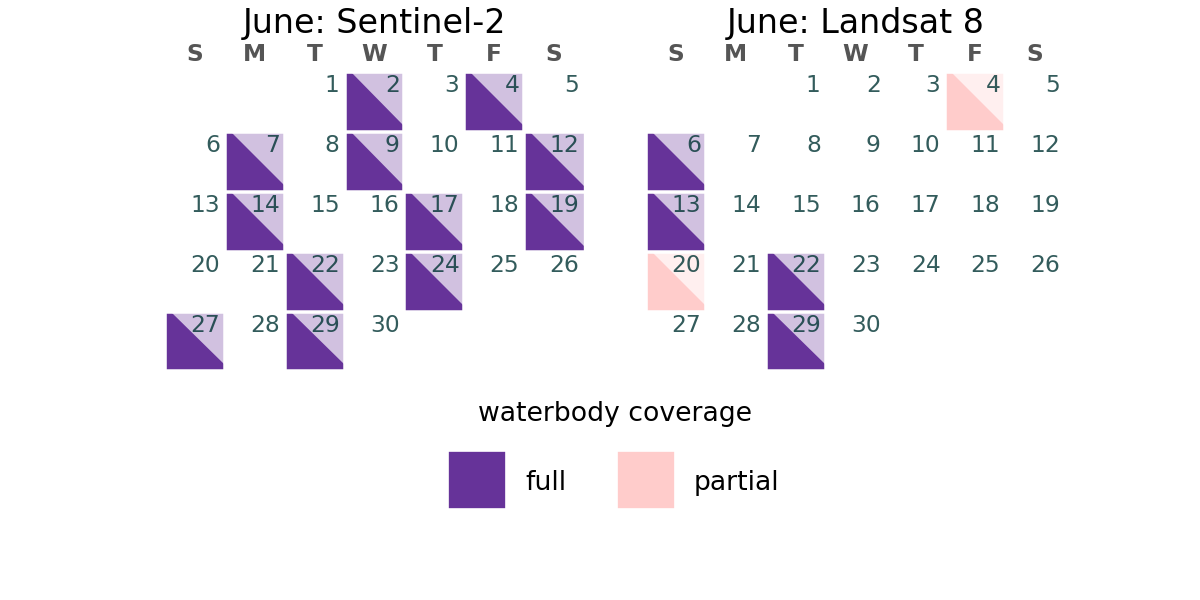 June: Sentinel-2
S M T W T F S
1 2 3 4 5
6 7 8 9 10 11 12
13 14 15 16 17 18 19
20 21 22 23 24 25 26
27 28 29 30
June: Landsat 8
S M T W T F S
1 2 3 4 5
6 7 8 9 10 11 12
13 14 15 16 17 18 19
20 21 22 23 24 25 26
27 28 29 30
waterbody coverage
full partial